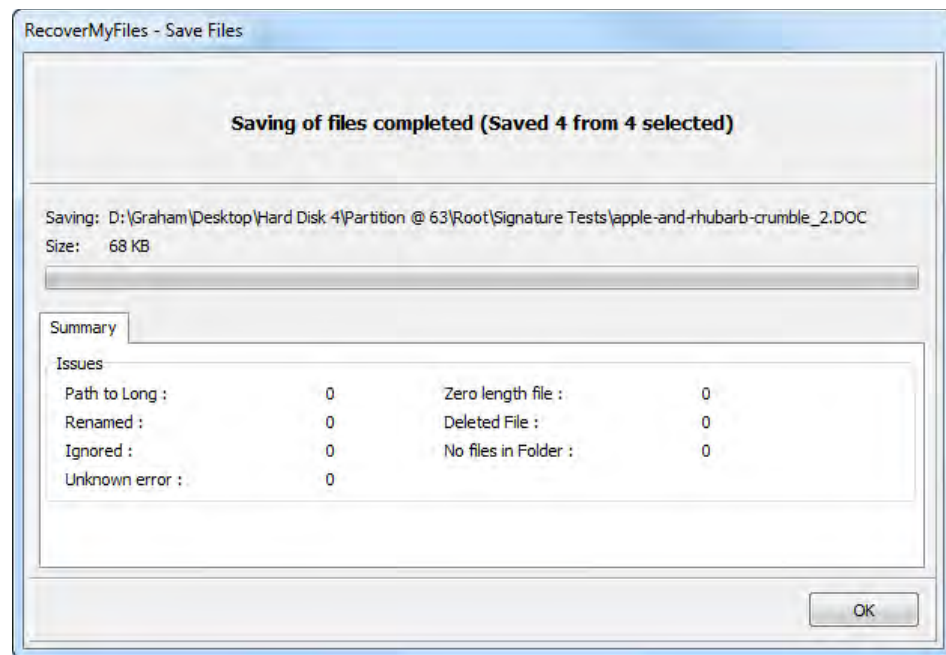 RecoverMyFiles - Save Files
Saving of files completed (Saved 4 from 4 selected)
Saving: D:\Graham\Desktop\Hard Disk 4\Partition @ 63\Root\Signature Tests\apple-and-rhubarb-crumble_2.DOC
Size: 68 KB
Summary
Issues
Path to Long : 0 Zero length file : 0
Renamed : 0 Deleted File : 0
Ignored : 0 No files in Folder : 0
Unknown error : 0
OK